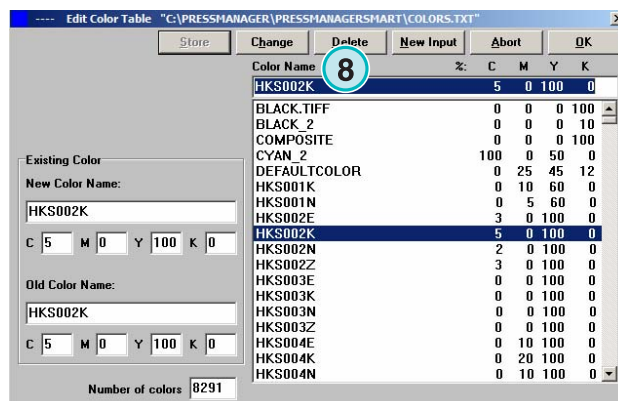 ---- Edit Color Table "C:\PRESSMANAGER\PRESSMANAGERSMART\COLORS.TXT"
Store Change Delete New Input Abort OK
Color Name %: C M Y K
8
HKS002K 5 0 100 0
BLACK.TIFF 0 0 0 100
BLACK_2 0 0 0 10
COMPOSITE 0 0 0 100
CYAN_2 100 0 50 0
DEFAULTCOLOR 0 25 45 12
HKS001K 0 10 60 0
HKS001N 0 5 60 0
HKS002E 3 0 100 0
HKS002K 5 0 100 0
HKS002N 2 0 100 0
HKS002Z 3 0 100 0
HKS003E 0 0 100 0
HKS003K 0 0 100 0
HKS003N 0 0 100 0
HKS003Z 0 0 100 0
HKS004E 0 10 100 0
HKS004K 0 20 100 0
HKS004N 0 10 100 0
Existing Color
New Color Name:
HKS002K
C 5 M 0 Y 100 K 0
Old Color Name:
HKS002K
C 5 M 0 Y 100 K 0
Number of colors 8291